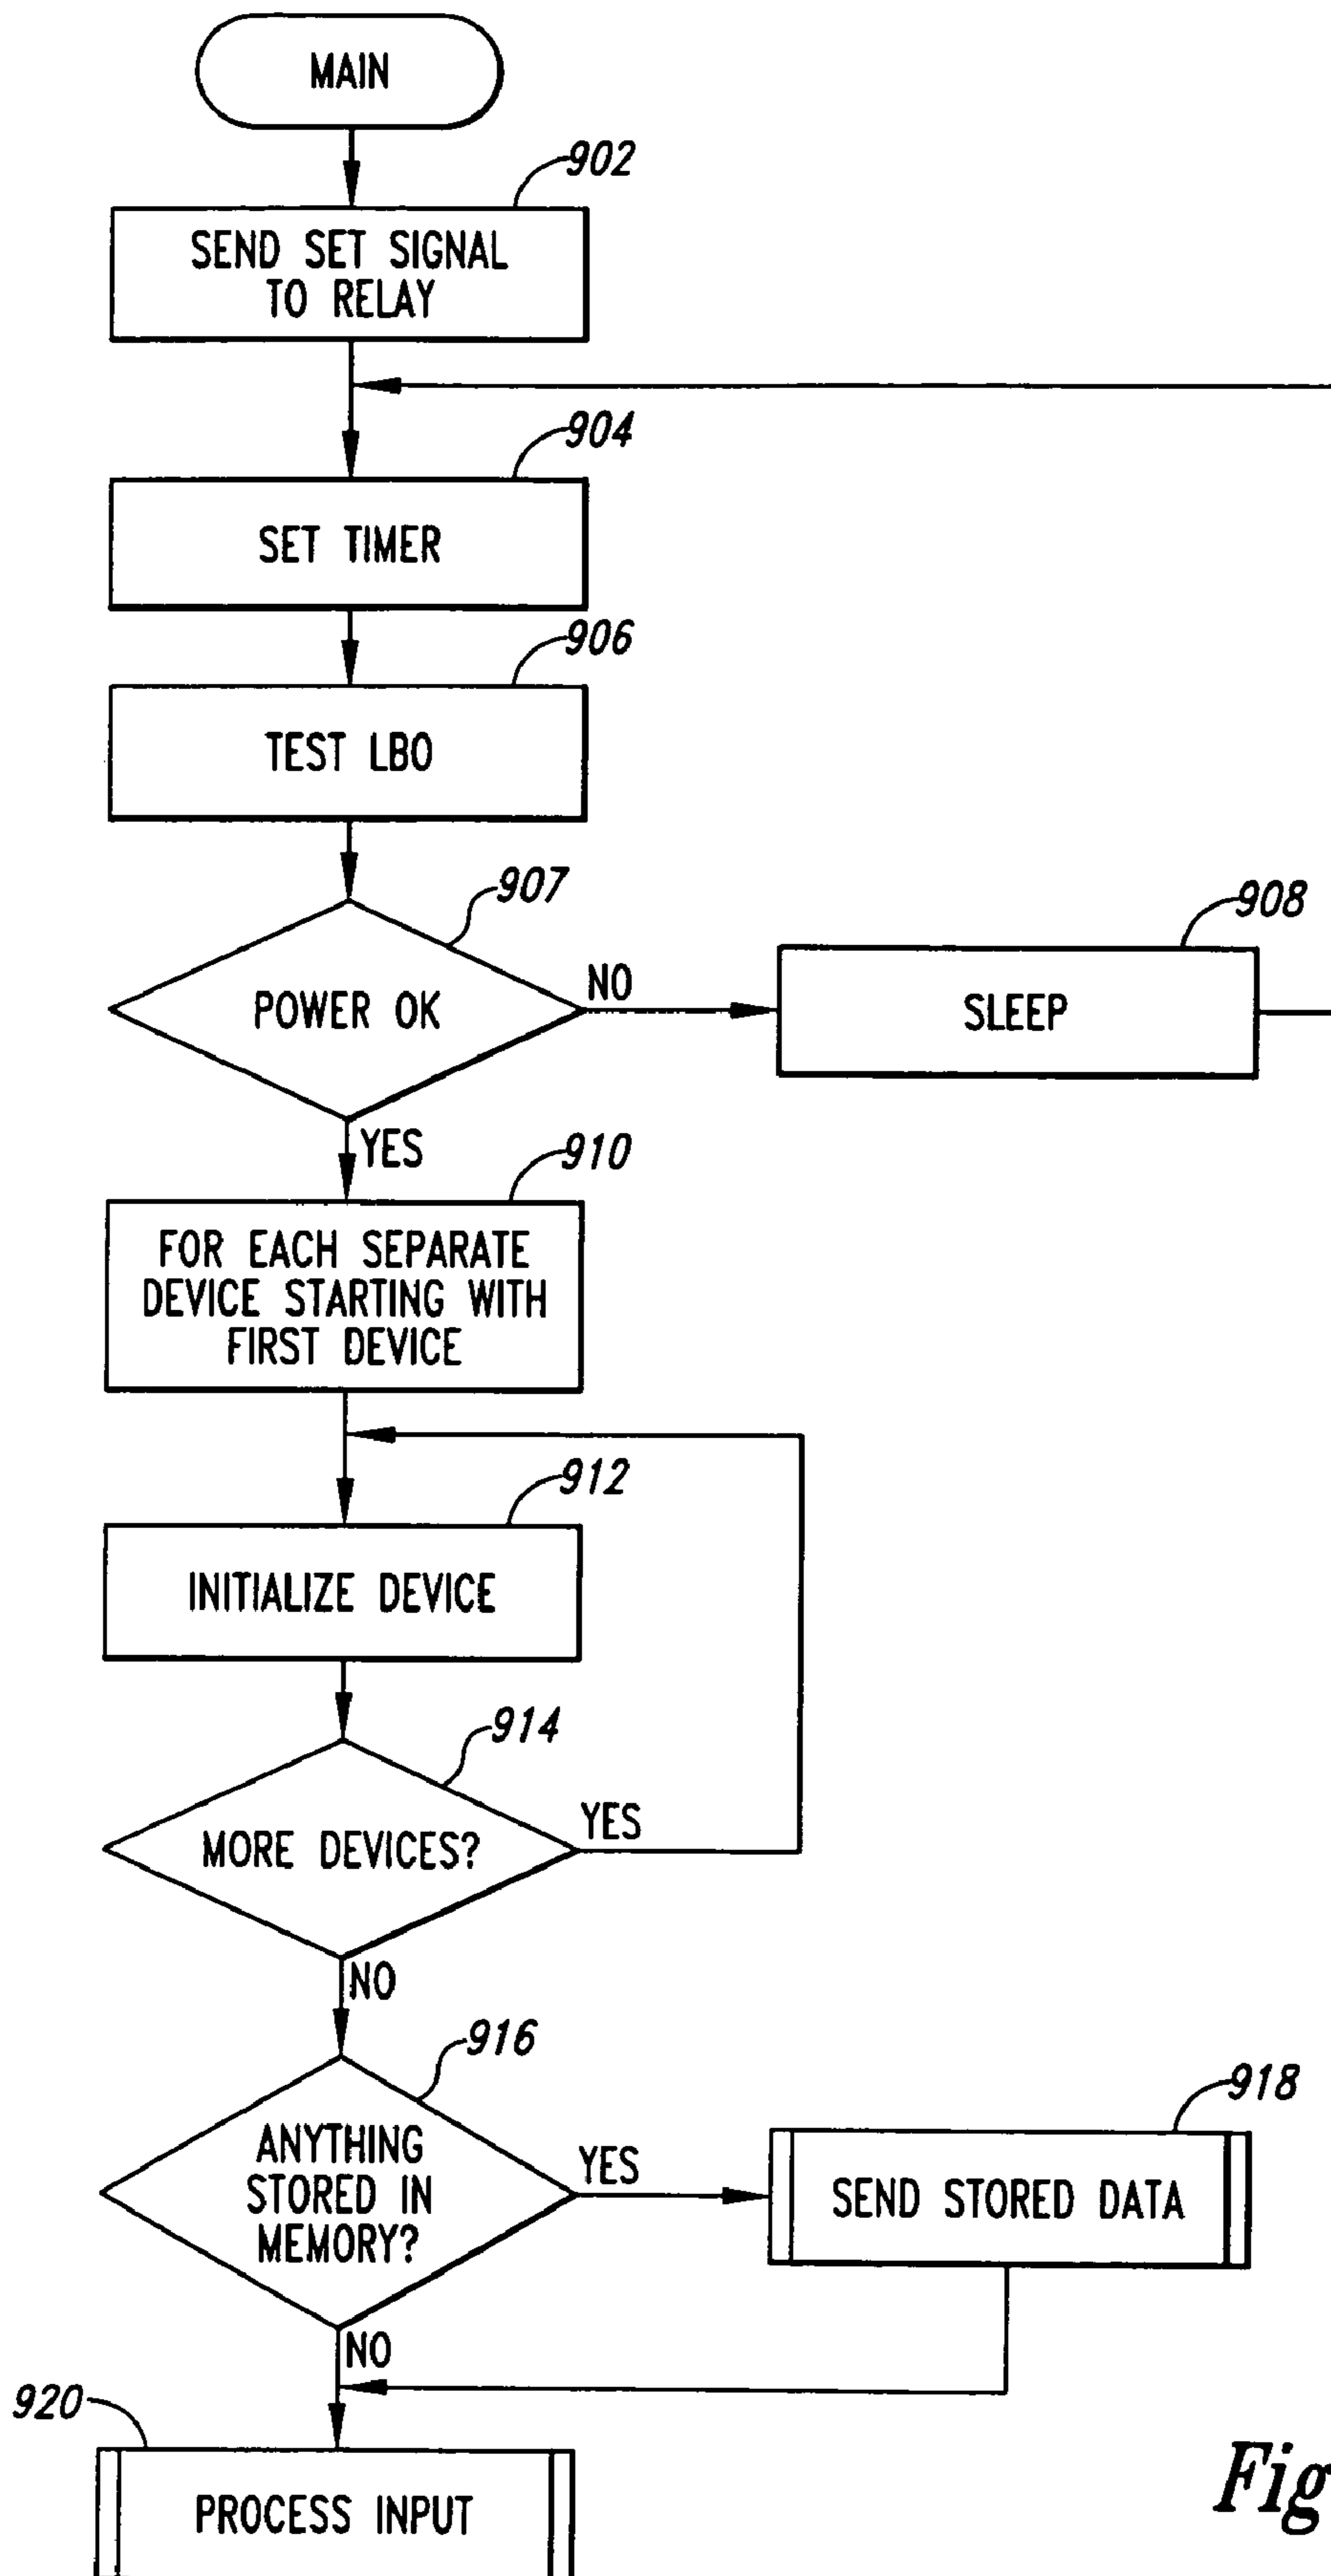 MAIN
902
SEND SET SIGNAL
TO RELAY
904
SET TIMER
906
TEST LBO
907
POWER OK
NO
908
SLEEP
YES
910
FOR EACH SEPARATE
DEVICE STARTING WITH
FIRST DEVICE
912
INITIALIZE DEVICE
914
MORE DEVICES?
YES
NO
916
ANYTHING
STORED IN
MEMORY?
YES
918
SEND STORED DATA
NO
920
PROCESS INPUT
Fig